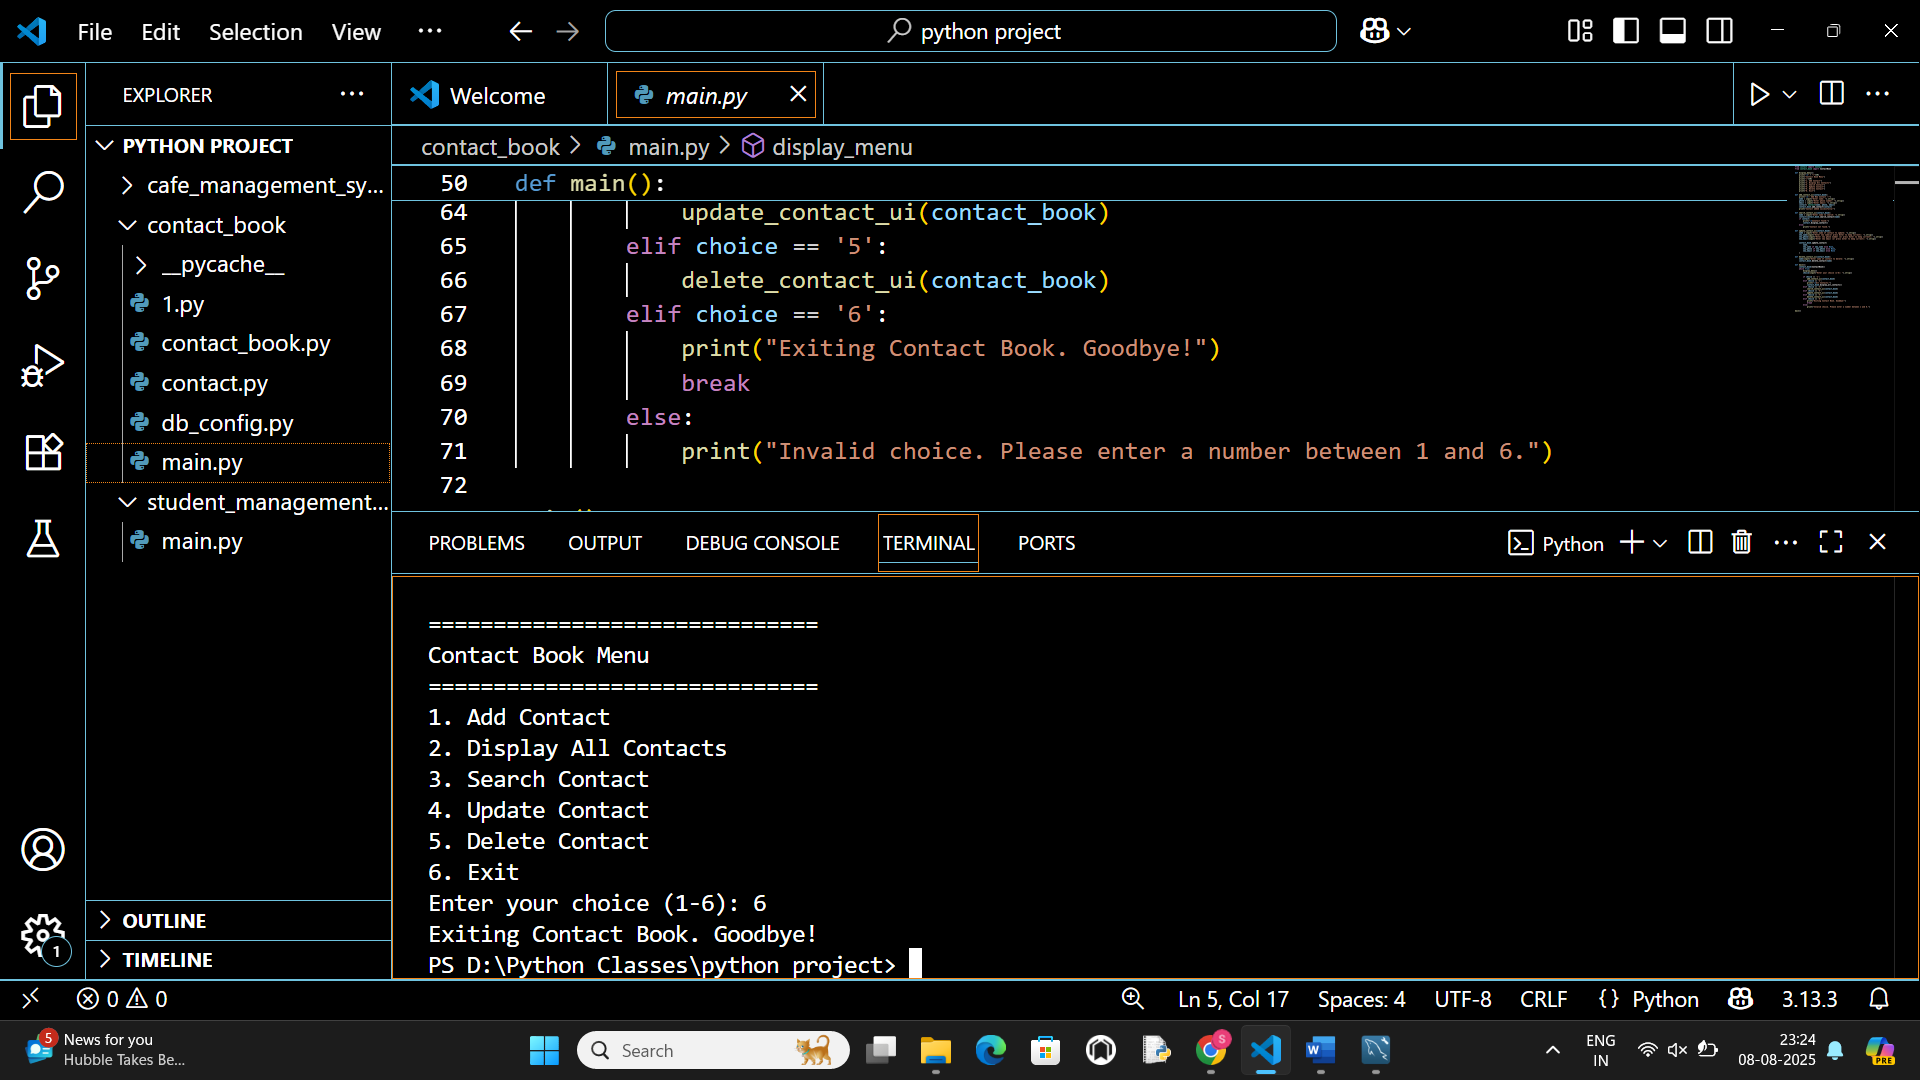 File Edit Selection View ··· python project
EXPLORER ···
Welcome main.py
PYTHON PROJECT
cafe_management_sy...
contact_book
__pycache__
1.py
contact_book.py
contact.py
db_config.py
main.py
student_management...
main.py
OUTLINE
TIMELINE
contact_book > main.py > display_menu
50 def main():
64 update_contact_ui(contact_book)
65 elif choice == '5':
66 delete_contact_ui(contact_book)
67 elif choice == '6':
68 print("Exiting Contact Book. Goodbye!")
69 break
70 else:
71 print("Invalid choice. Please enter a number between 1 and 6.")
72
PROBLEMS OUTPUT DEBUG CONSOLE TERMINAL PORTS Python
==============================
Contact Book Menu
==============================
1. Add Contact
2. Display All Contacts
3. Search Contact
4. Update Contact
5. Delete Contact
6. Exit
Enter your choice (1-6): 6
Exiting Contact Book. Goodbye!
PS D:\Python Classes\python project>
1
0 0 Ln 5, Col 17 Spaces: 4 UTF-8 CRLF {} Python 3.13.3
5 News for you
Hubble Takes Be...
Search
S
W
ENG
IN
23:24
08-08-2025
PRE